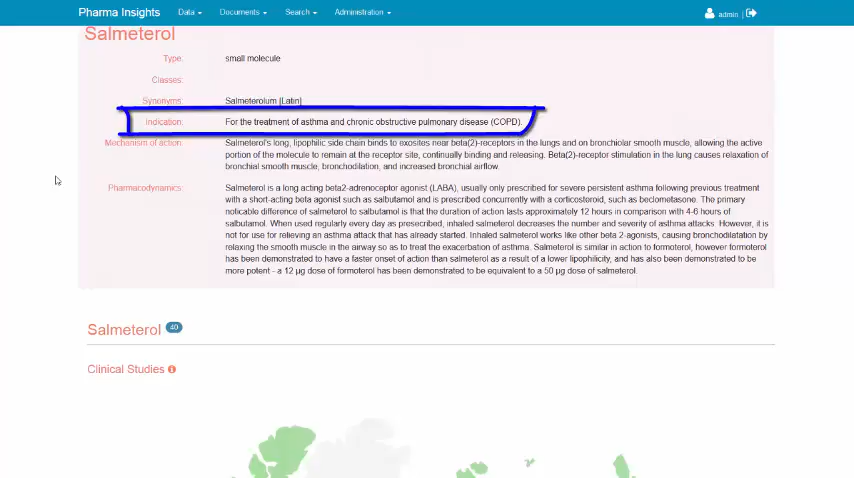 Pharma Insights Data Documents Search Administration admin |
Salmeterol
Type: small molecule
Classes:
Synonyms: Salmeterolum [Latin]
Indication: For the treatment of asthma and chronic obstructive pulmonary disease (COPD).
Mechanism of action: Salmeterol's long, lipophilic side chain binds to exosites near beta(2)-receptors in the lungs and on bronchiolar smooth muscle, allowing the active
portion of the molecule to remain at the receptor site, continually binding and releasing. Beta(2)-receptor stimulation in the lung causes relaxation of
bronchial smooth muscle, bronchodilation, and increased bronchial airflow.
Pharmucodynamics: Salmeterol is a long acting beta2-adrenoceptor agonist (LABA), usually only prescribed for severe persistent asthma following previous treatment
with a short-acting beta agonist such as salbutamol and is prescribed concurrently with a corticosteroid, such as beclometasone. The primary
noticable difference of salmeterol to salbutamol is that the duration of action lasts approximately 12 hours in comparison with 4-6 hours of
salbutamol. When used regularly every day as presecribed, inhaled salmeterol decreases the number and severity of asthma attacks. However, it is
not for use for relieving an asthma attack that has already started. Inhaled salmeterol works like other beta 2-agonists, causing bronchodilatation by
relaxing the smooth muscle in the airway so as to treat the exacerbation of asthma. Salmeterol is similar in action to formoterol, however formoterol
has been demonstrated to have a faster onset of action than salmeterol as a result of a lower lipophilicity, and has also been demonstrated to be
more potent - a 12 µg dose of formoterol has been demonstrated to be equivalent to a 50 µg dose of salmeterol.
Salmeterol 40
Clinical Studies